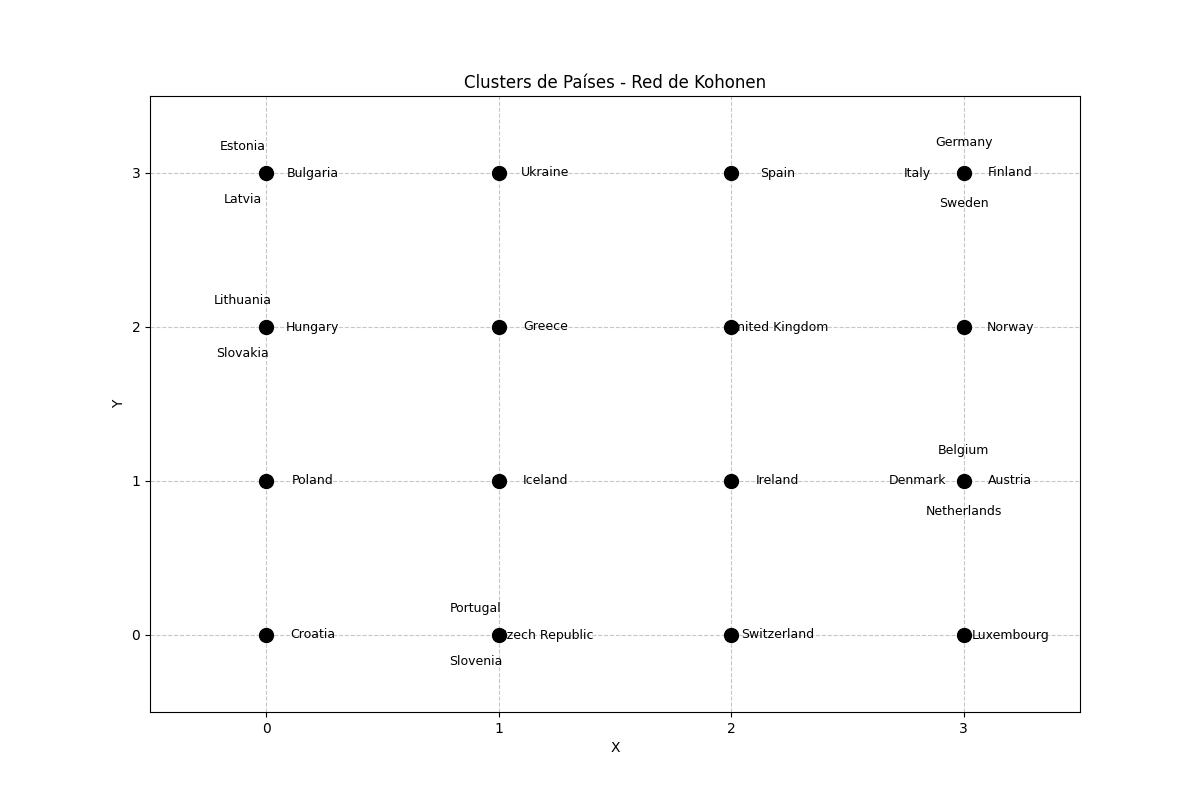 Clusters de Países - Red de Kohonen
Germany
Estonia
3
Bulgaria
Ukraine
Spain
Italy
Finland
Latvia
Sweden
Lithuania
2
Hungary
Greece
nited Kingdom
Norway
Slovakia
Y
Belgium
1
Poland
Iceland
Ireland
Denmark
Austria
Netherlands
Portugal
0
Croatia
zech Republic
Switzerland
Luxembourg
Slovenia
0
1
2
3
X